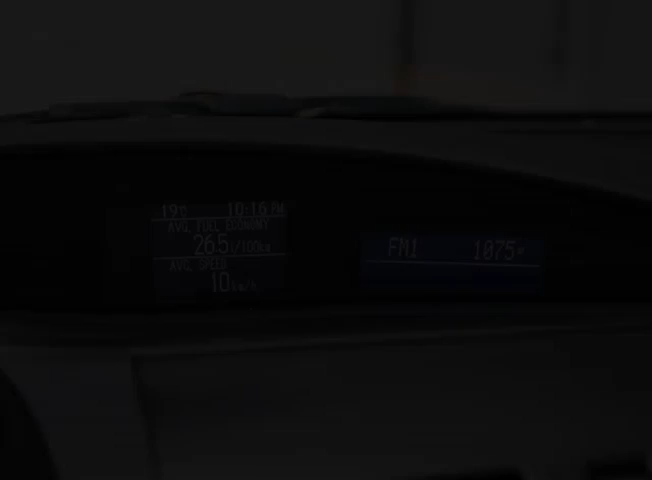 19°C 10:16 PM
AVG. FUEL ECONOMY
26.5 l/100km
AVG. SPEED
10 km/h
FM1 107.5